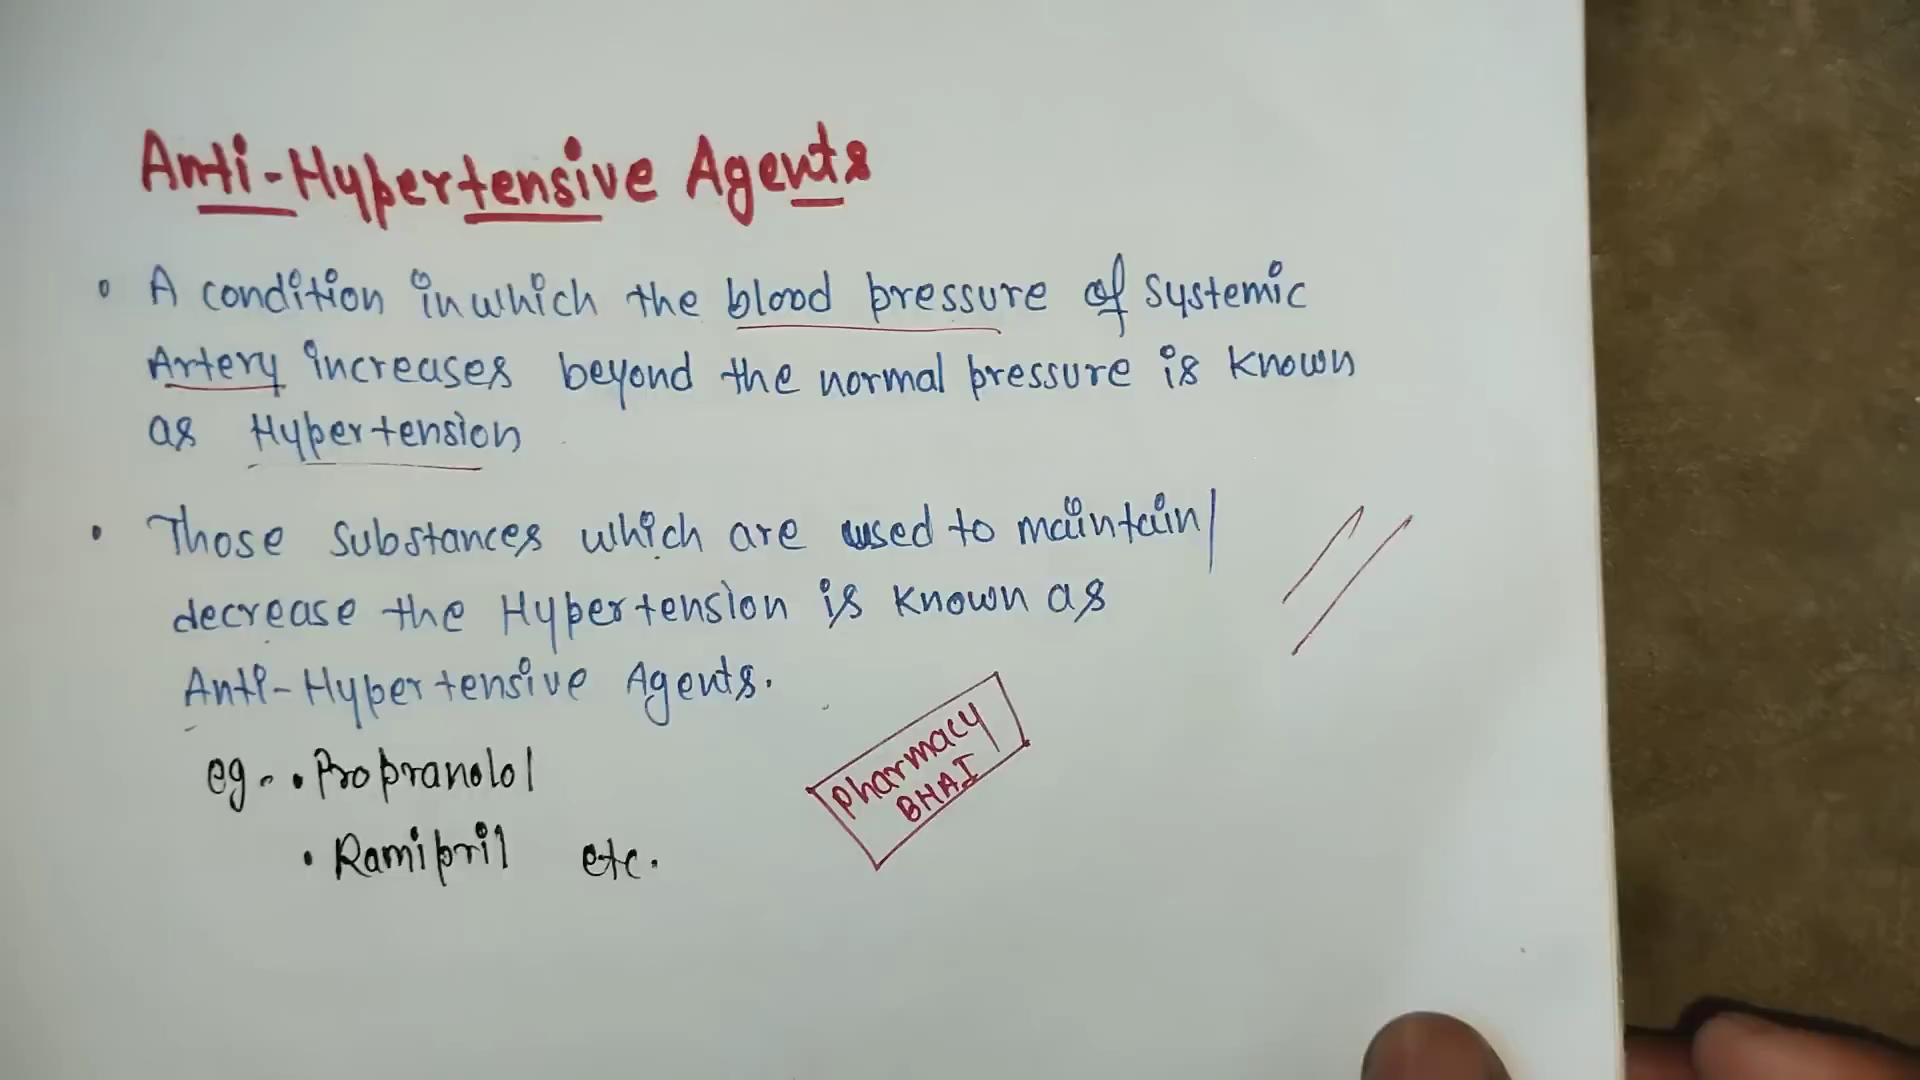 Anti-Hypertensive Agents
• A condition in which the blood pressure of systemic
Artery increases beyond the normal pressure is known
as Hypertension
• Those substances which are used to maintain/
decrease the Hypertension is known as
Anti-Hypertensive Agents.
eg - • Propranolol
• Ramipril etc.
pharmacy
BHAI